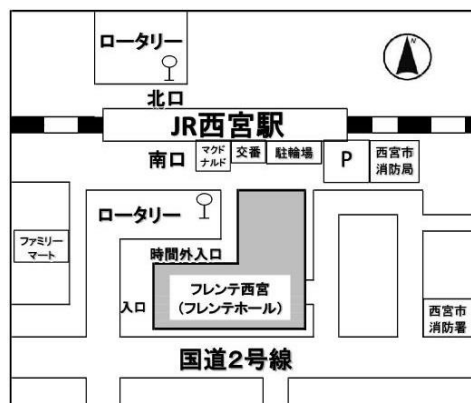 ロータリー
N
北口
JR西宮駅
南口
マクド
ナルド
交番
駐輪場
P
西宮市
消防局
ロータリー
ファミリー
マート
時間外入口
フレンテ西宮
(フレンテホール)
入口
西宮市
消防署
国道2号線